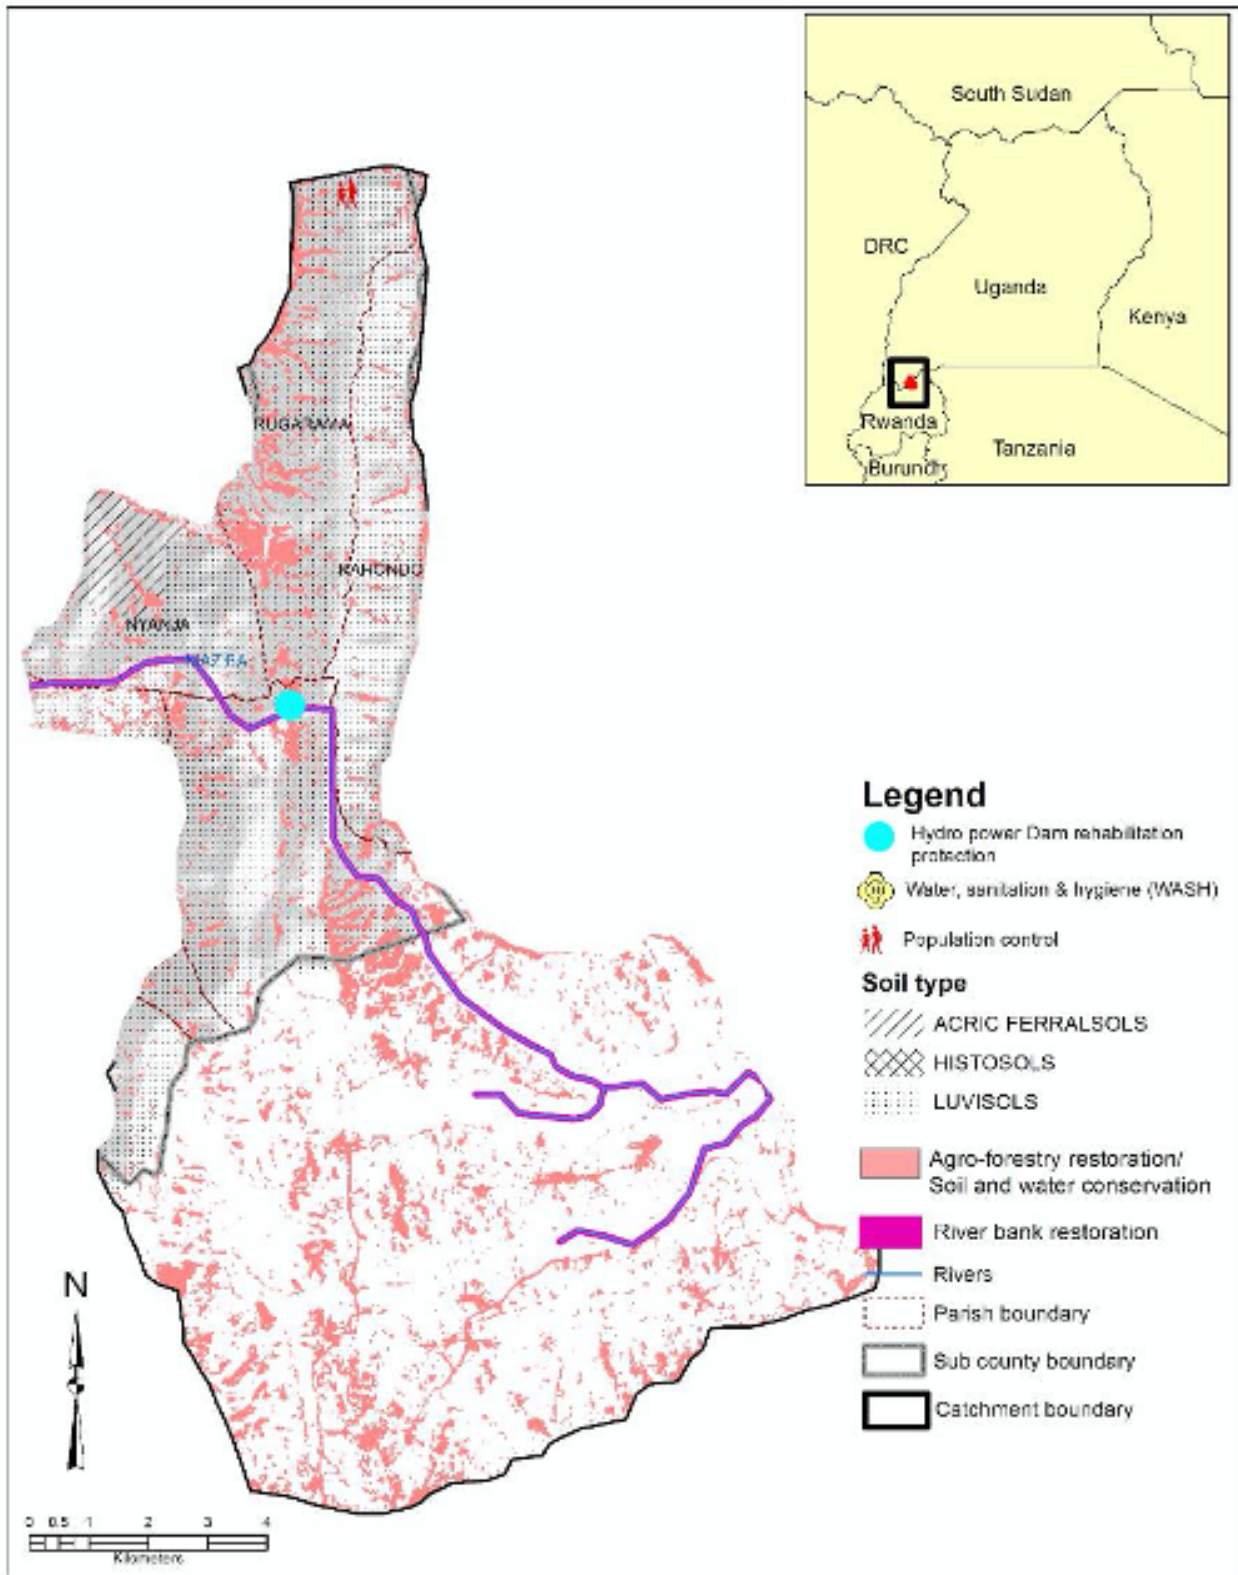 South Sudan
DRC
Uganda
Kenya
Rwanda
Tanzania
Burundi
RUGARAMA
KAHONDO
NYANJA
Legend
Hydro power Dam rehabilitation
protection
Water, sanitation & hygiene (WASH)
Population control
Soil type
ACRIC FERRALSOLS
HISTOSOLS
LUVISOLS
Agro-forestry restoration/
Soil and water conservation
River bank restoration
Rivers
Parish boundary
Sub county boundary
Catchment boundary
N
0 0.5 1 2 3 4
Kilometers